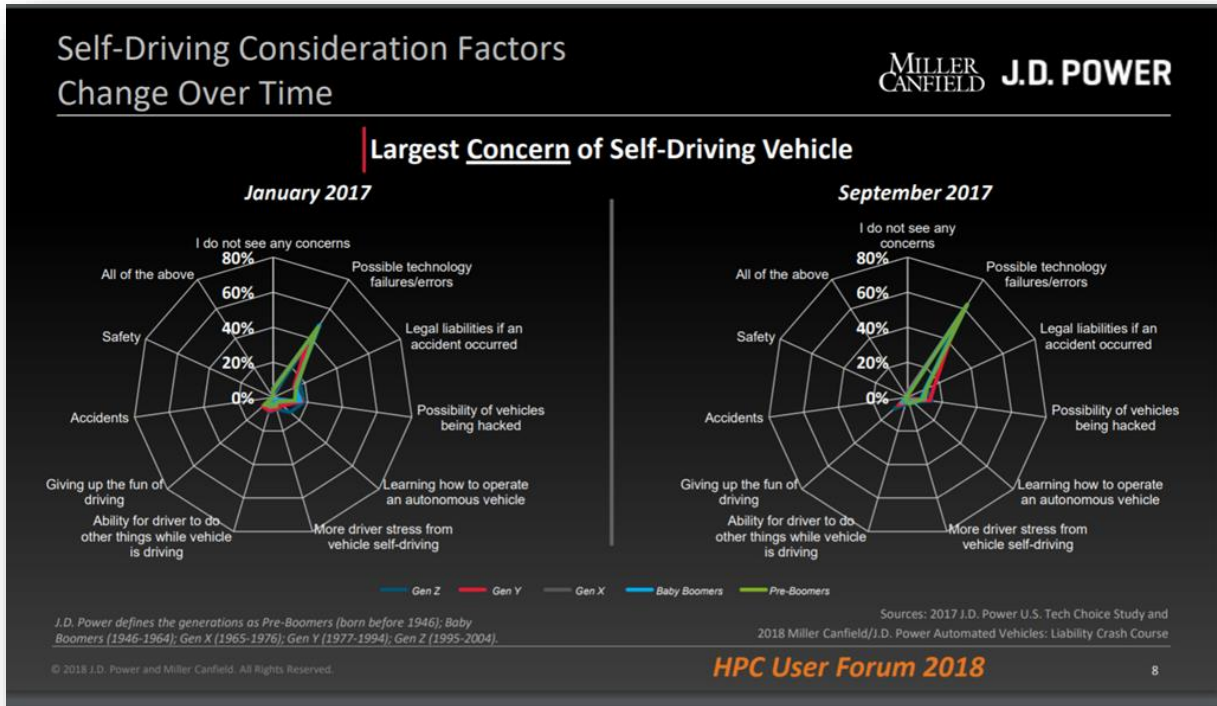 Self-Driving Consideration Factors
Change Over Time
MILLER
CANFIELD
J.D. POWER
Largest Concern of Self-Driving Vehicle
January 2017
I do not see any concerns
80%
60%
40%
20%
0%
Possible technology
failures/errors
Legal liabilities if an
accident occurred
Possibility of vehicles
being hacked
Learning how to operate
an autonomous vehicle
More driver stress from
vehicle self-driving
Ability for driver to do
other things while vehicle
is driving
Giving up the fun of
driving
Accidents
Safety
All of the above
September 2017
I do not see any
concerns
80%
60%
40%
20%
0%
Possible technology
failures/errors
Legal liabilities if an
accident occurred
Possibility of vehicles
being hacked
Learning how to operate
an autonomous vehicle
More driver stress from
vehicle self-driving
Ability for driver to do
other things while vehicle
is driving
Giving up the fun of
driving
Accidents
Safety
All of the above
Gen Z
Gen Y
Gen X
Baby Boomers
Pre-Boomers
J.D. Power defines the generations as Pre-Boomers (born before 1946); Baby
Boomers (1946-1964); Gen X (1965-1976); Gen Y (1977-1994); Gen Z (1995-2004).
Sources: 2017 J.D. Power U.S. Tech Choice Study and
2018 Miller Canfield/J.D. Power Automated Vehicles: Liability Crash Course
© 2018 J.D. Power and Miller Canfield. All Rights Reserved.
HPC User Forum 2018
8